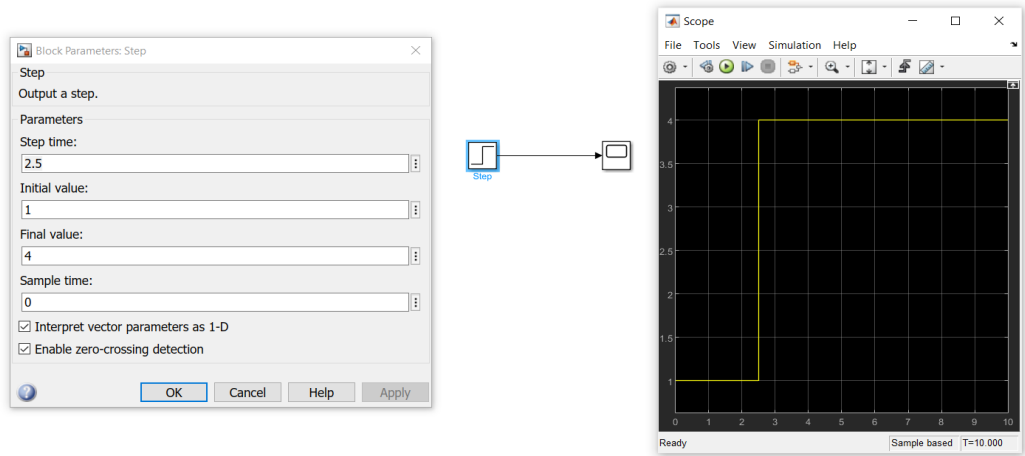 Block Parameters: Step
Step
Output a step.
Parameters
Step time:
2.5
Initial value:
1
Final value:
4
Sample time:
0
Interpret vector parameters as 1-D
Enable zero-crossing detection
OK Cancel Help Apply
Step
Scope
File Tools View Simulation Help
4
3.5
3
2.5
2
1.5
1
0 1 2 3 4 5 6 7 8 9 10
Ready Sample based T=10.000